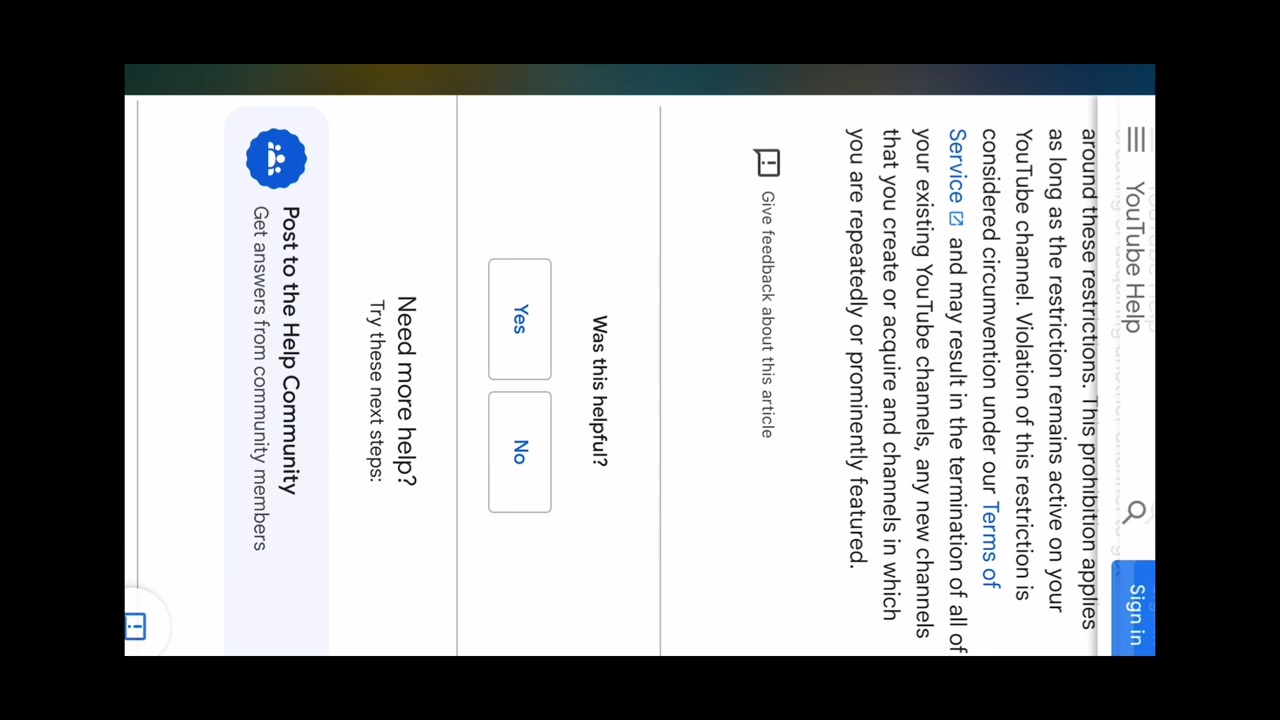 YouTube Help
Sign in
around these restrictions. This prohibition applies
as long as the restriction remains active on your
YouTube channel. Violation of this restriction is
considered circumvention under our Terms of
Service and may result in the termination of all of
your existing YouTube channels, any new channels
that you create or acquire and channels in which
you are repeatedly or prominently featured.
Give feedback about this article
Was this helpful?
Yes
No
Need more help?
Try these next steps:
Post to the Help Community
Get answers from community members